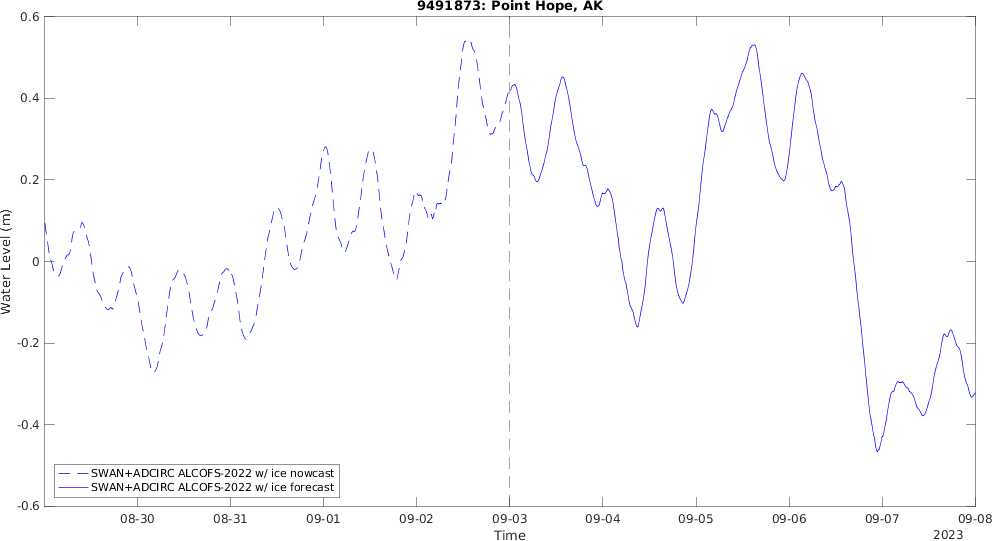 9491873: Point Hope, AK
0.6
0.4
0.2
0
-0.2
-0.4
-0.6
Water Level (m)
SWAN+ADCIRC ALCOFS-2022 w/ ice nowcast
SWAN+ADCIRC ALCOFS-2022 w/ ice forecast
08-30 08-31 09-01 09-02 09-03 09-04 09-05 09-06 09-07 09-08
Time
2023